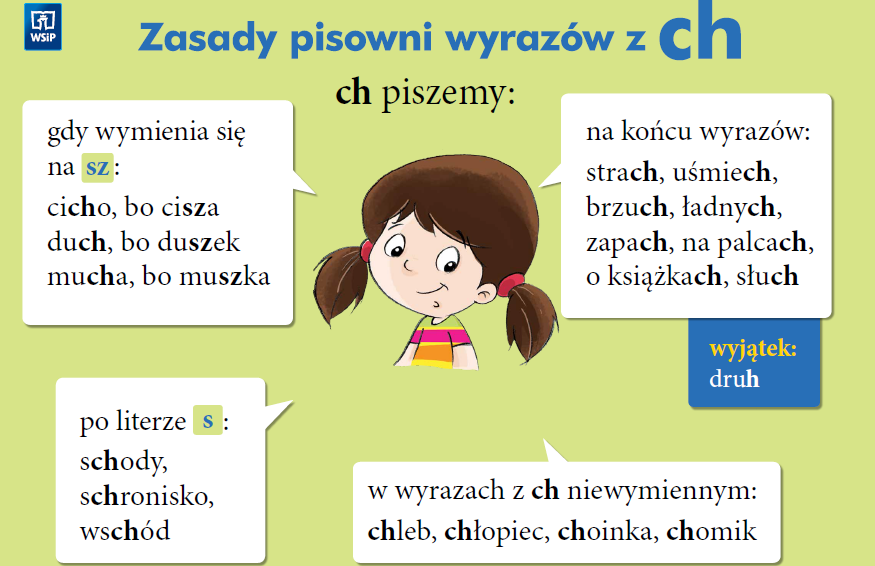 WSiP
Zasady pisowni wyrazów z ch
ch piszemy:
gdy wymienia się
na sz:
cicho, bo cisza
duch, bo duszek
mucha, bo muszka
na końcu wyrazów:
strach, uśmiech,
brzuch, ładnych,
zapach, na palcach,
o książkach, słuch
wyjątek:
druh
po literze s:
schody,
schronisko,
wschód
w wyrazach z ch niewymiennym:
chleb, chłopiec, choinka, chomik